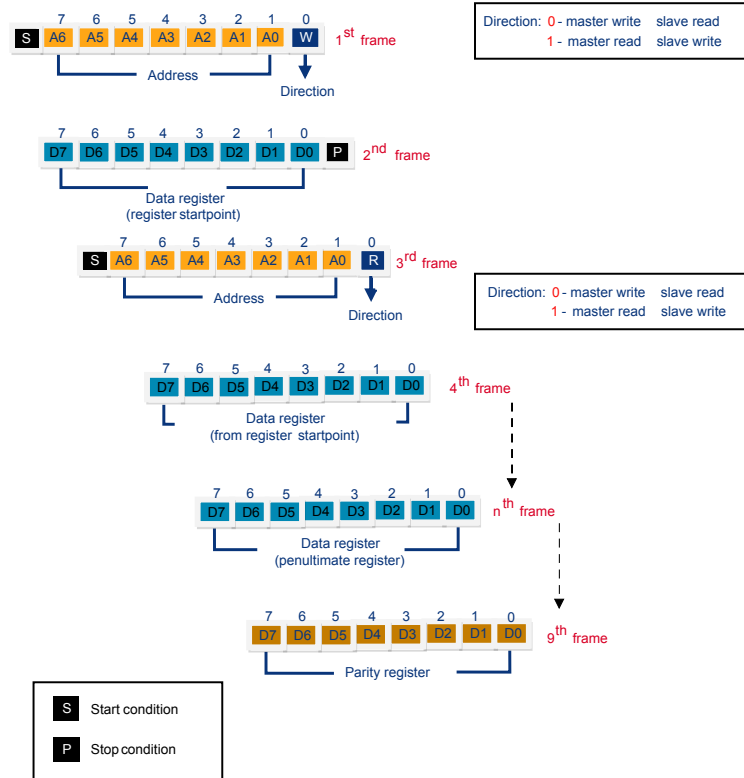 7 6 5 4 3 2 1 0
S A6 A5 A4 A3 A2 A1 A0 W 1st frame
Address
Direction
Direction: 0 - master write slave read
1 - master read slave write
7 6 5 4 3 2 1 0
D7 D6 D5 D4 D3 D2 D1 D0 P 2nd frame
Data register
(register startpoint)
7 6 5 4 3 2 1 0
S A6 A5 A4 A3 A2 A1 A0 R 3rd frame
Address
Direction
Direction: 0 - master write slave read
1 - master read slave write
7 6 5 4 3 2 1 0
D7 D6 D5 D4 D3 D2 D1 D0 4th frame
Data register
(from register startpoint)
7 6 5 4 3 2 1 0
D7 D6 D5 D4 D3 D2 D1 D0 nth frame
Data register
(penultimate register)
7 6 5 4 3 2 1 0
D7 D6 D5 D4 D3 D2 D1 D0 9th frame
Parity register
S Start condition
P Stop condition